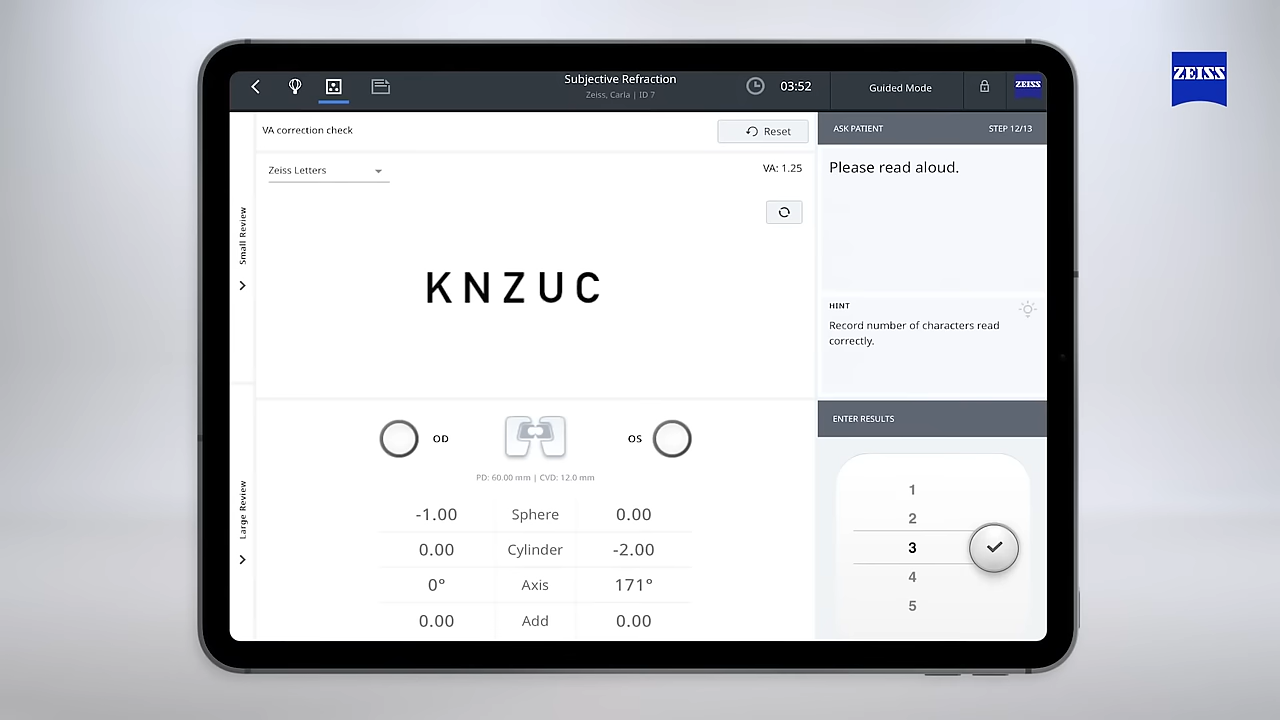 ZEISS
Subjective Refraction
Zeiss, Carla | ID 7
03:52
Guided Mode
ZEISS
VA correction check
Reset
ASK PATIENT
STEP 12/13
Zeiss Letters
VA: 1.25
Please read aloud.
Small Review
KNZUC
HINT
Record number of characters read
correctly.
OD
OS
ENTER RESULTS
PD: 60.00 mm | CVD: 12.0 mm
Large Review
-1.00 Sphere 0.00
0.00 Cylinder -2.00
0° Axis 171°
0.00 Add 0.00
1
2
3
4
5